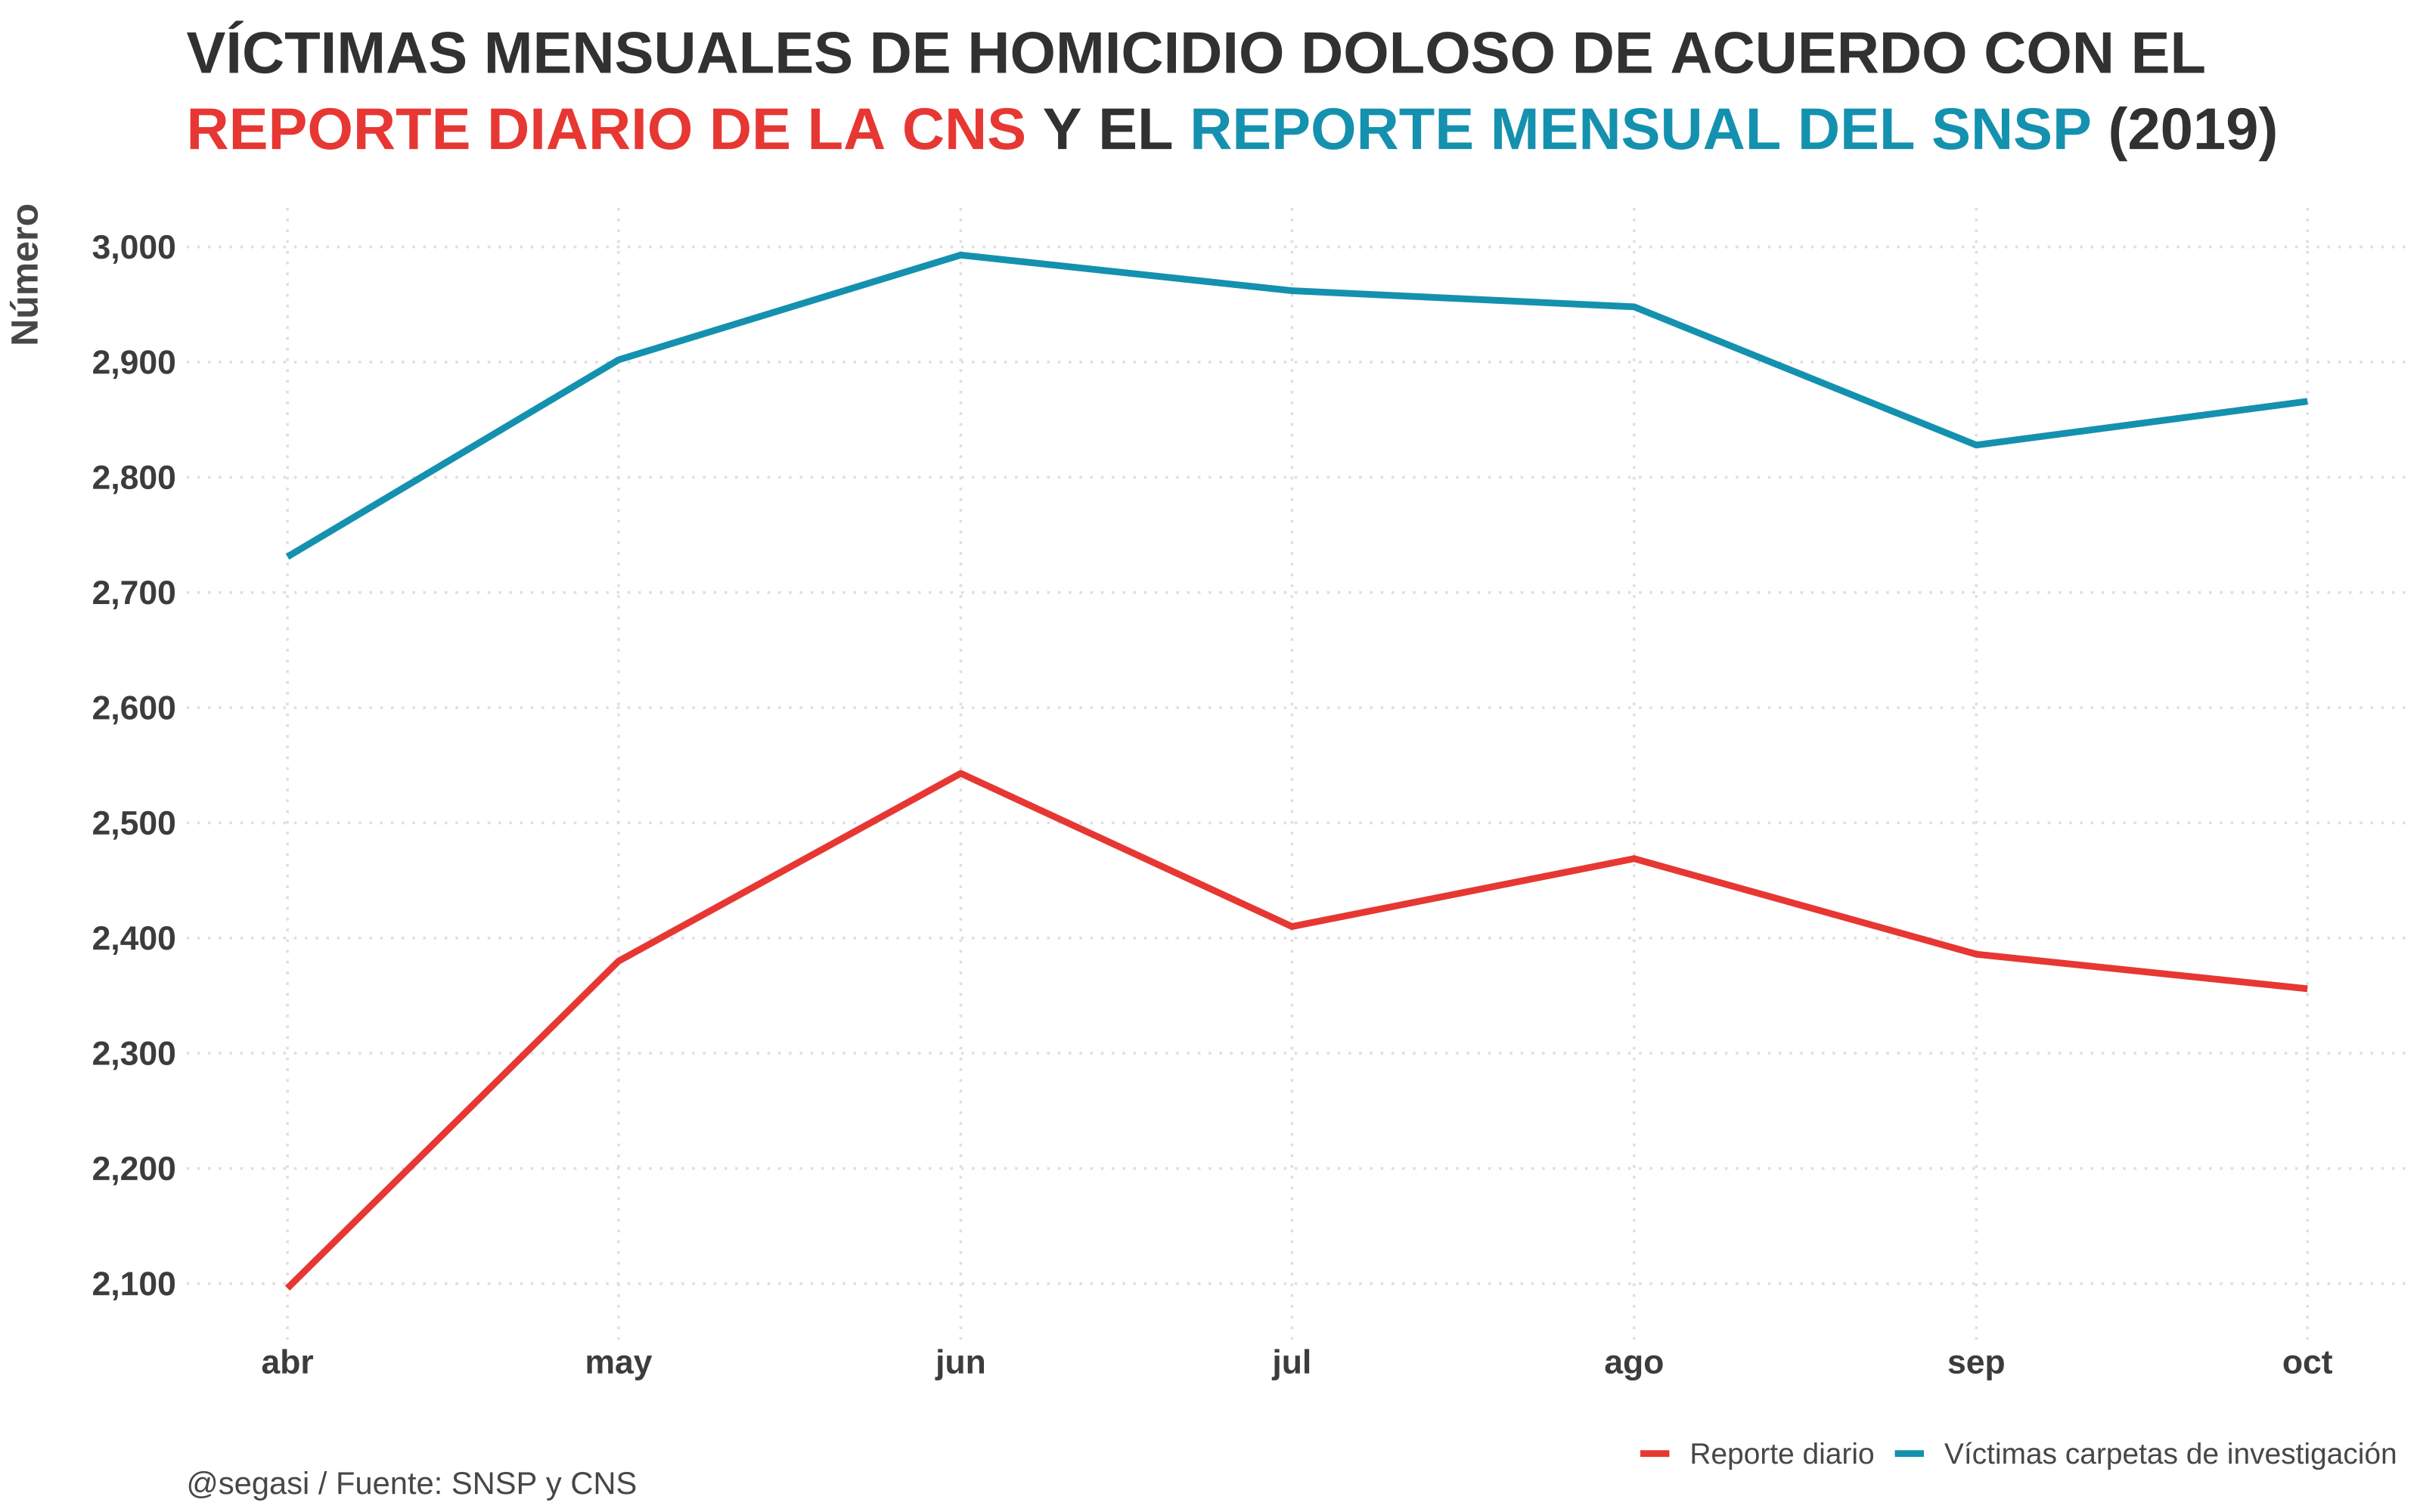 VÍCTIMAS MENSUALES DE HOMICIDIO DOLOSO DE ACUERDO CON EL
REPORTE DIARIO DE LA CNS Y EL REPORTE MENSUAL DEL SNSP (2019)
Número
3,000
2,900
2,800
2,700
2,600
2,500
2,400
2,300
2,200
2,100
abr may jun jul ago sep oct
Reporte diario Víctimas carpetas de investigación
@segasi / Fuente: SNSP y CNS